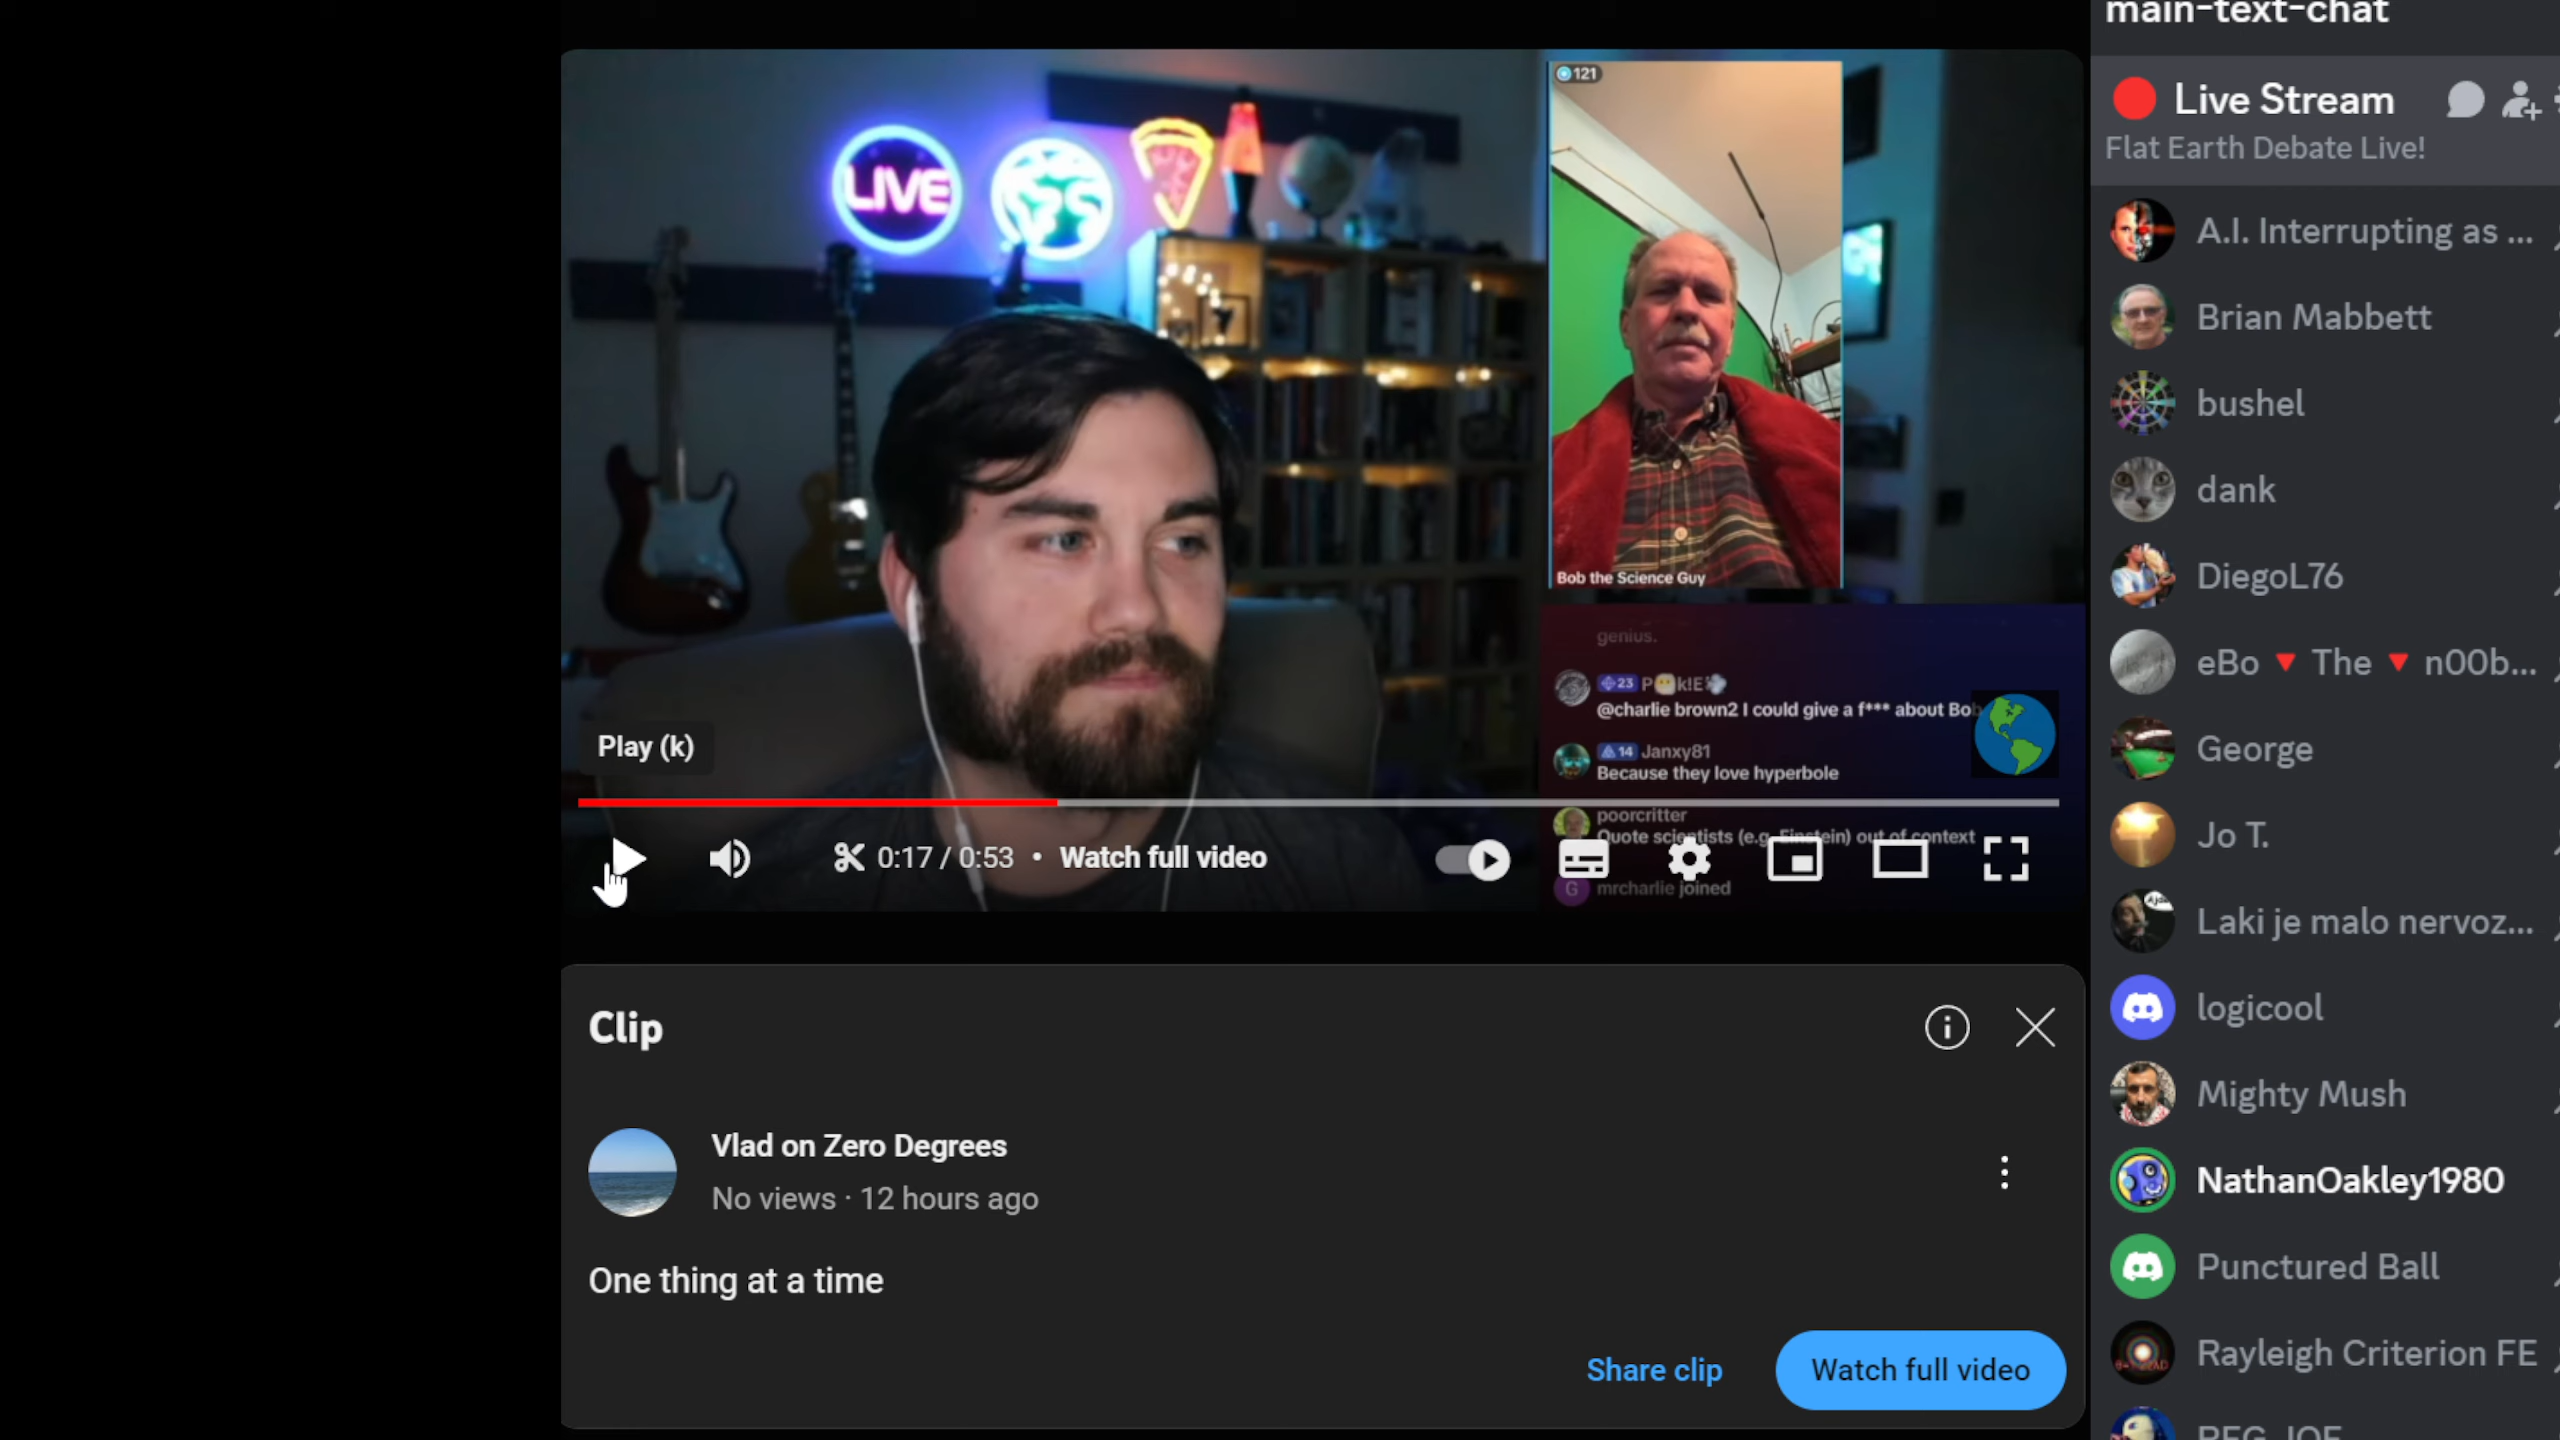 main-text-chat
Live Stream
Flat Earth Debate Live!
A.I. Interrupting as ...
Brian Mabbett
bushel
dank
DiegoL76
eBo 🔻 The 🔻 n00b...
George
Jo T.
Laki je malo nervoz...
logicool
Mighty Mush
NathanOakley1980
Punctured Ball
Rayleigh Criterion FE
LIVE
121
Bob the Science Guy
genius.
23
@charlie brown2 I could give a f*** about Bob
14 Janxy81
Because they love hyperbole
poorcritter
Quote scientists (e.g. Einstein) out of context
G mrcharlie joined
Play (k)
0:17 / 0:53 • Watch full video
Clip
Vlad on Zero Degrees
No views · 12 hours ago
One thing at a time
Share clip
Watch full video